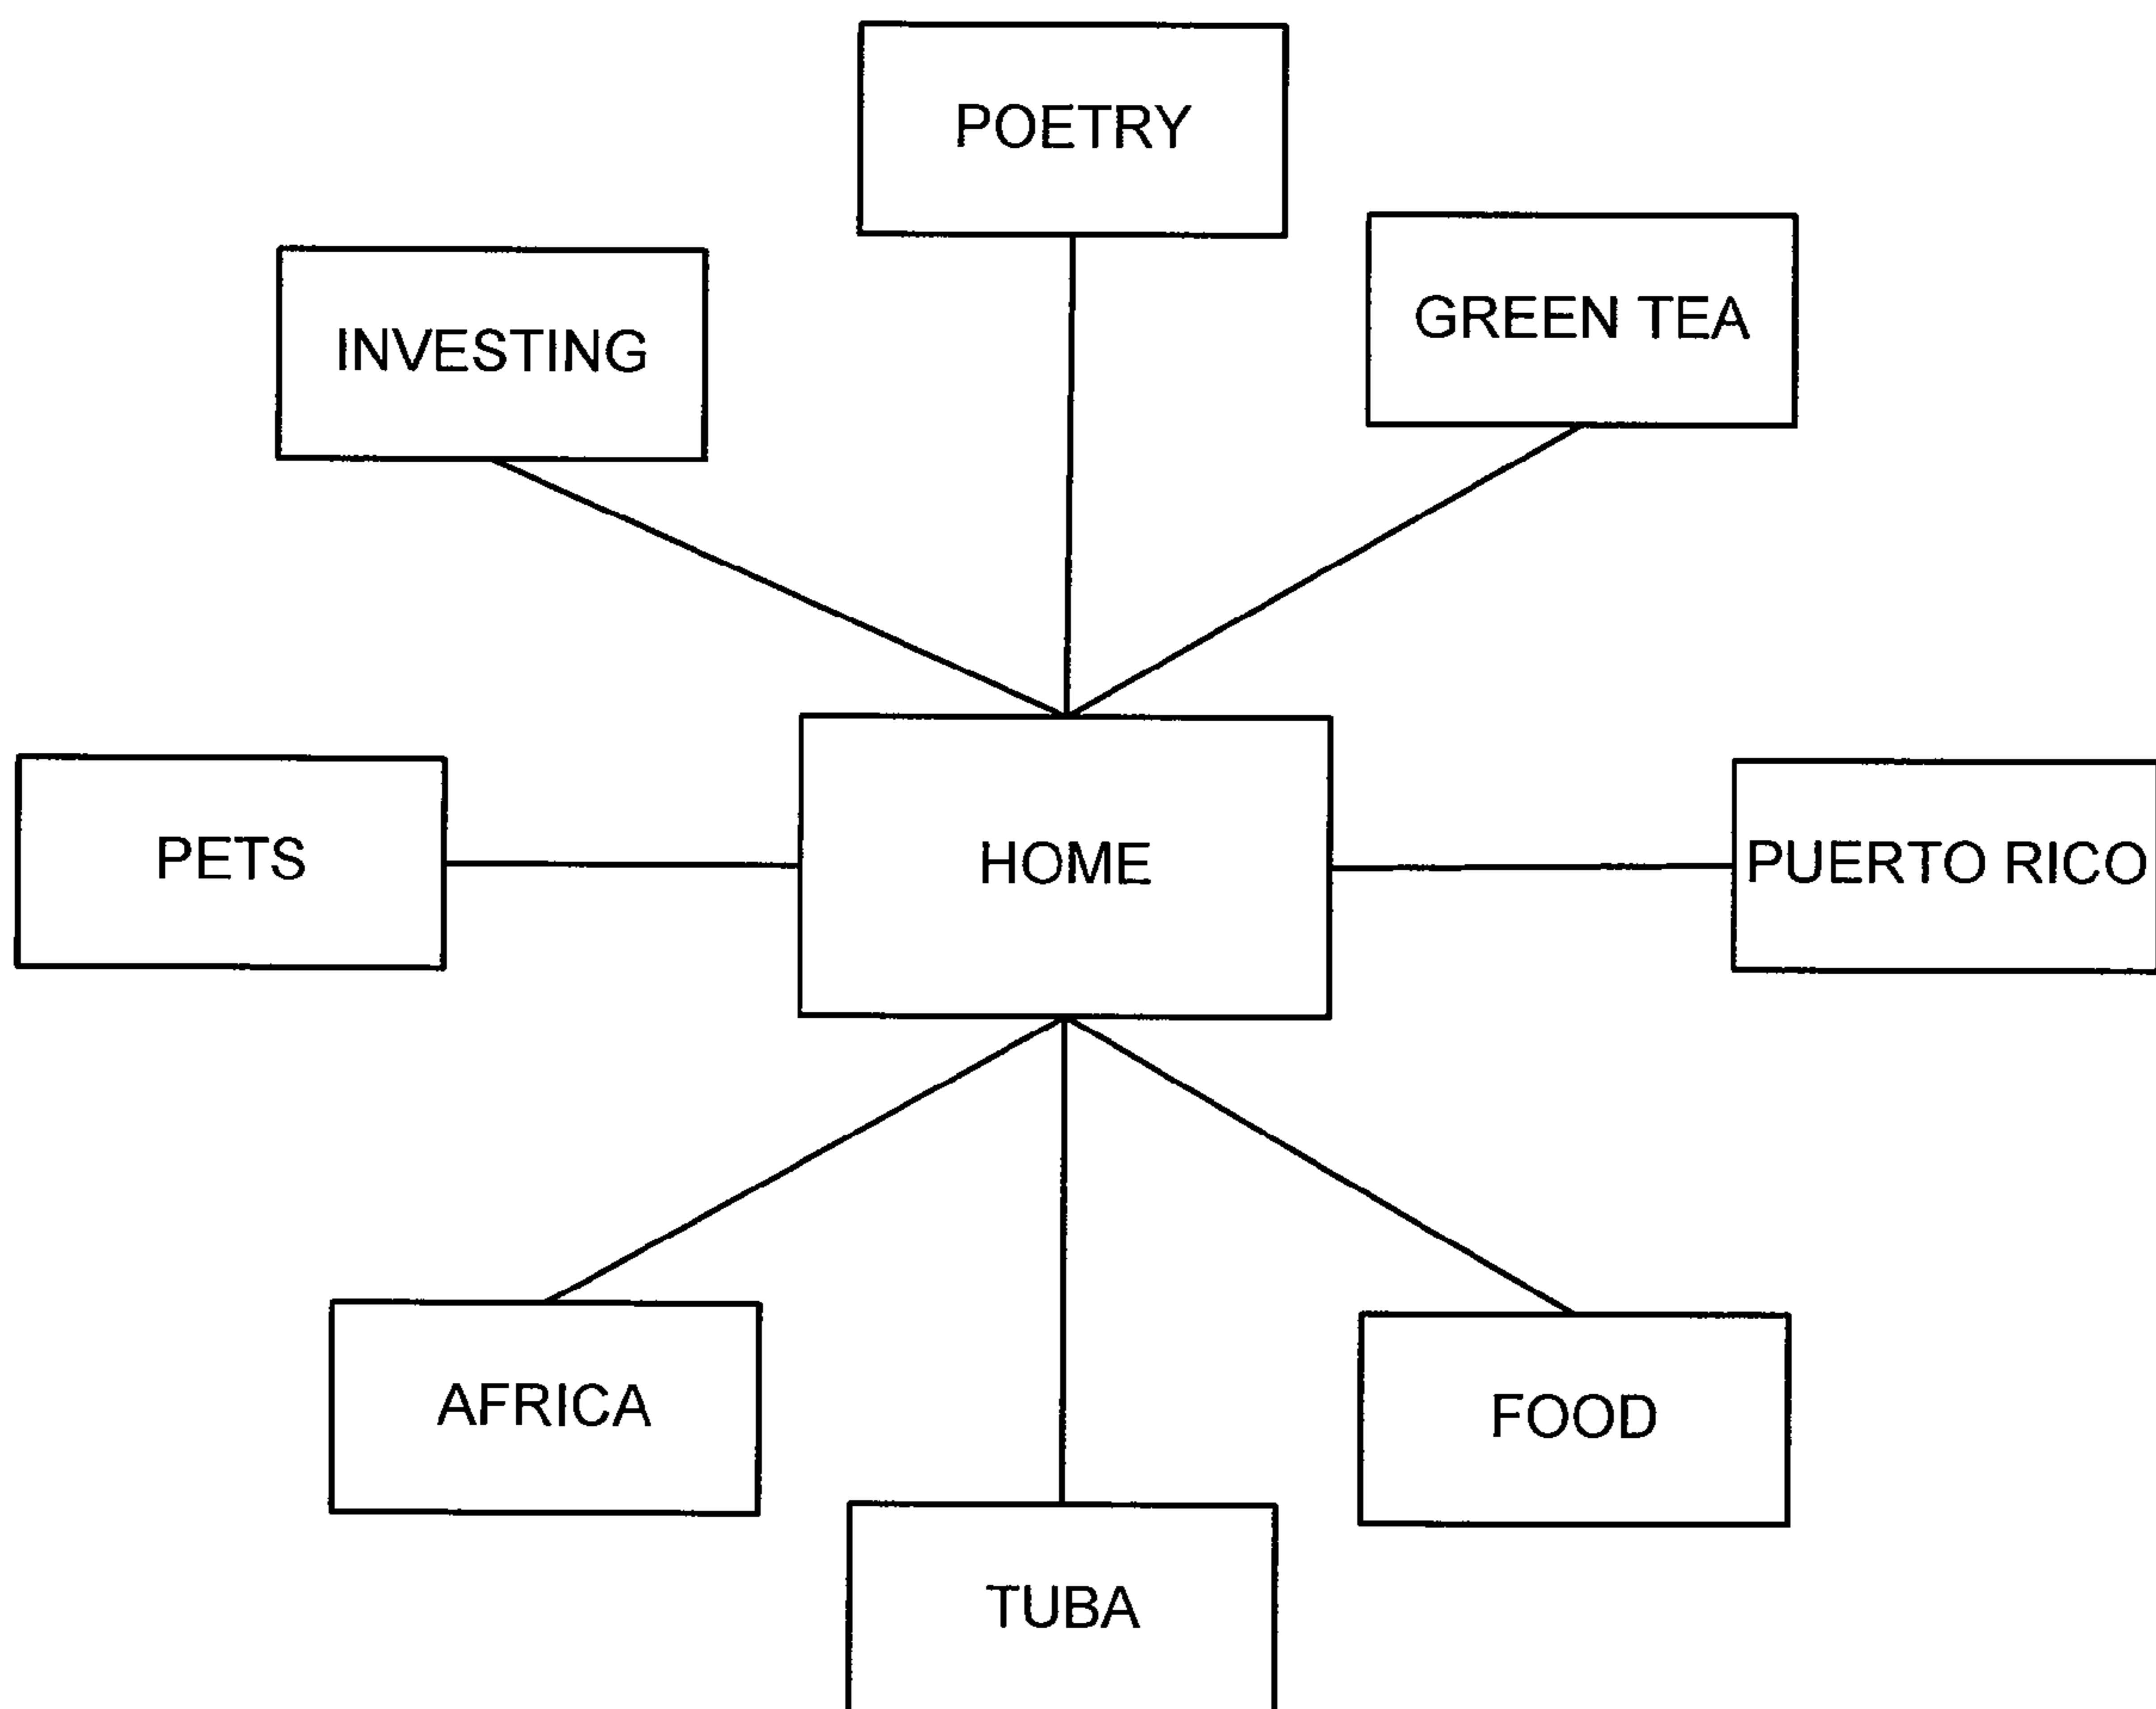 POETRY
GREEN TEA
INVESTING
PETS
HOME
PUERTO RICO
AFRICA
FOOD
TUBA